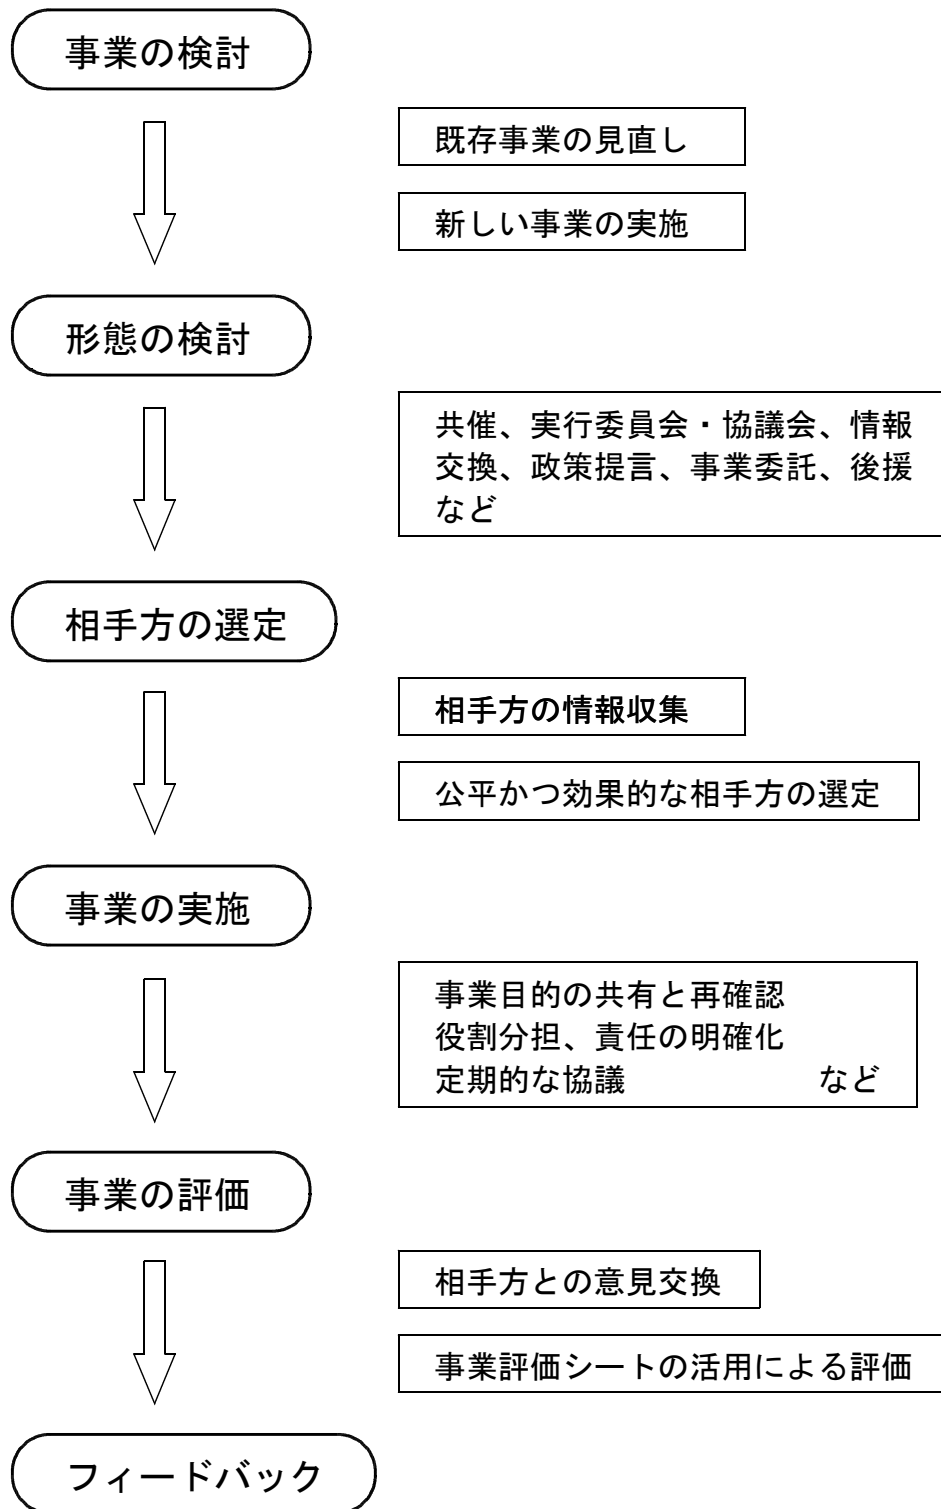 事業の検討
既存事業の見直し
新しい事業の実施
形態の検討
共催、実行委員会・協議会、情報
交換、政策提言、事業委託、後援
など
相手方の選定
相手方の情報収集
公平かつ効果的な相手方の選定
事業の実施
事業目的の共有と再確認
役割分担、責任の明確化
定期的な協議　　　　　　など
事業の評価
相手方との意見交換
事業評価シートの活用による評価
フィードバック